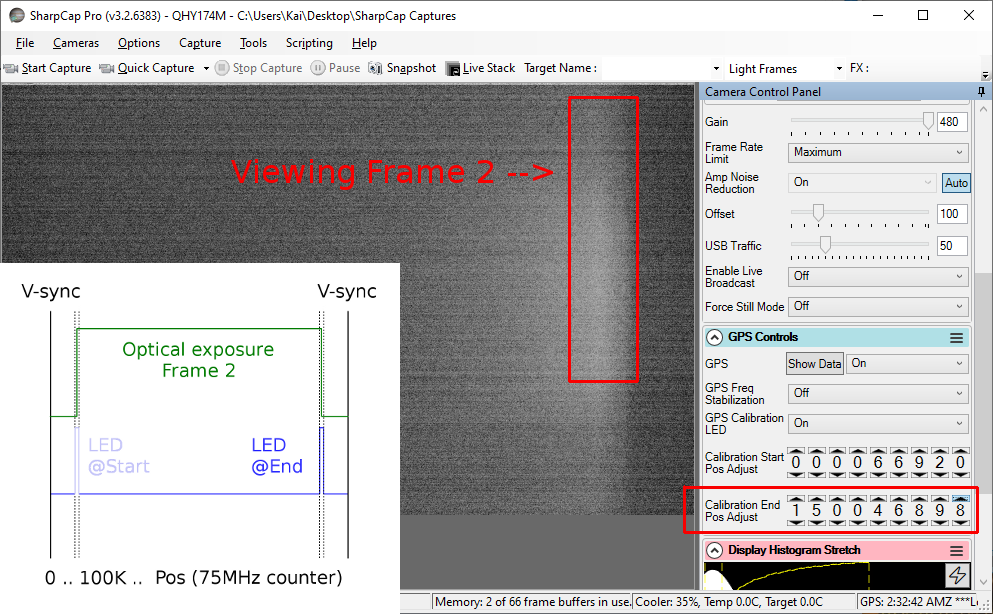 SharpCap Pro (v3.2.6383) - QHY174M - C:\Users\Kai\Desktop\SharpCap Captures
File Cameras Options Capture Tools Scripting Help
Start Capture Quick Capture Stop Capture Pause Snapshot Live Stack Target Name : Light Frames FX :
Camera Control Panel
Gain 480
Frame Rate
Limit Maximum
Amp Noise
Reduction On Auto
Offset 100
USB Traffic 50
Enable Live
Broadcast Off
Force Still Mode Off
GPS Controls
GPS Show Data On
GPS Freq
Stabilization Off
GPS Calibration
LED On
Calibration Start
Pos Adjust 0 0 0 0 6 6 9 2 0
Calibration End
Pos Adjust 1 5 0 0 4 6 8 9 8
Display Histogram Stretch
Viewing Frame 2 -->
V-sync V-sync
Optical exposure
Frame 2
LED
@Start
LED
@End
0 .. 100K .. Pos (75MHz counter)
Memory: 2 of 66 frame buffers in use. Cooler: 35%, Temp 0.0C, Target 0.0C GPS: 2:32:42 AMZ ***L